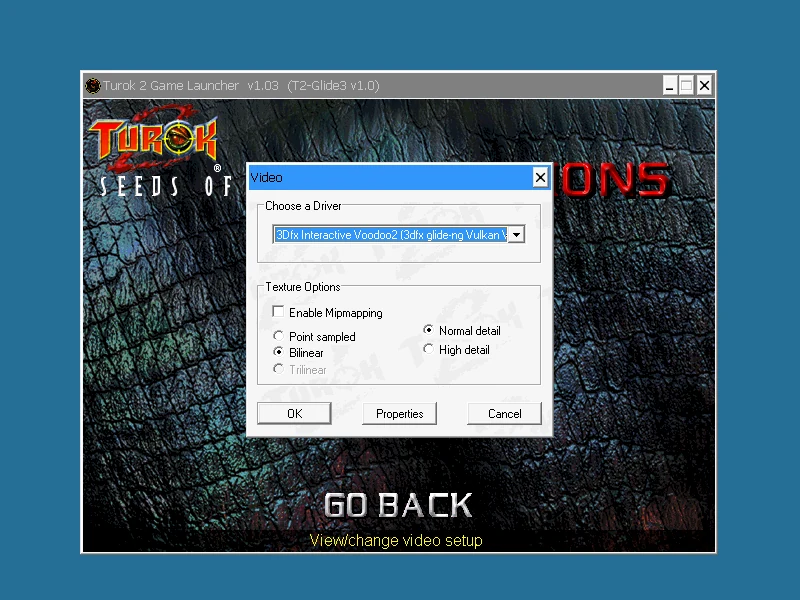 Turok 2 Game Launcher v1.03 (T2-Glide3 v1.0)
TUROK 2
®
SEEDS OF
IONS
Video
Choose a Driver
3Dfx Interactive Voodoo2 (3dfx glide-ng Vulkan
Texture Options
Enable Mipmapping
Point sampled
Normal detail
Bilinear
High detail
Trilinear
OK
Properties
Cancel
GO BACK
View/change video setup